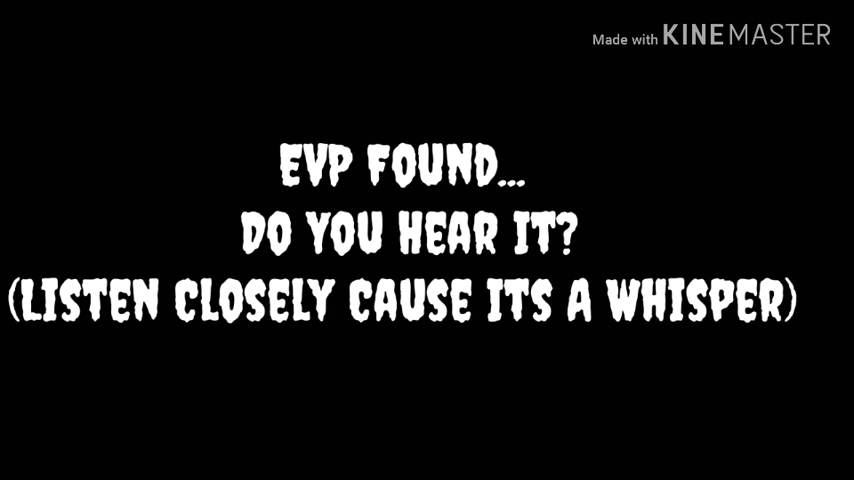 Made with KINEMASTER
EVP FOUND...
DO YOU HEAR IT?
(LISTEN CLOSELY CAUSE ITS A WHISPER)